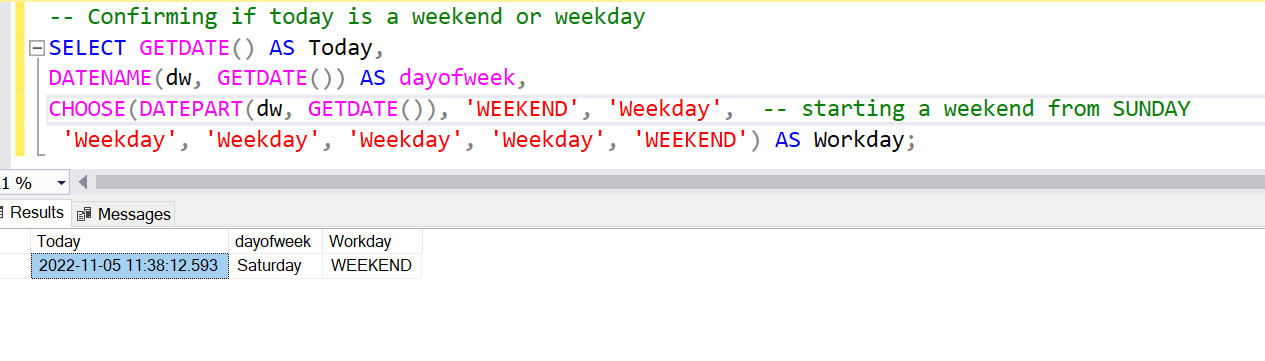 -- Confirming if today is a weekend or weekday
SELECT GETDATE() AS Today,
DATENAME(dw, GETDATE()) AS dayofweek,
CHOOSE(DATEPART(dw, GETDATE()), 'WEEKEND', 'Weekday',  -- starting a weekend from SUNDAY
'Weekday', 'Weekday', 'Weekday', 'Weekday', 'WEEKEND') AS Workday;
1 %
Results Messages
Today dayofweek Workday
2022-11-05 11:38:12.593 Saturday WEEKEND